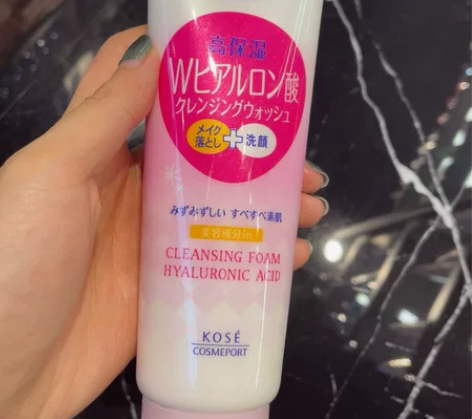 高保湿
Wヒアルロン酸
クレンジングウォッシュ
メイク
落とし
+
洗顔
みずみずしい すべすべ素肌
美容成分in
CLEANSING FOAM
HYALURONIC ACID
KOSÉ
COSMEPORT